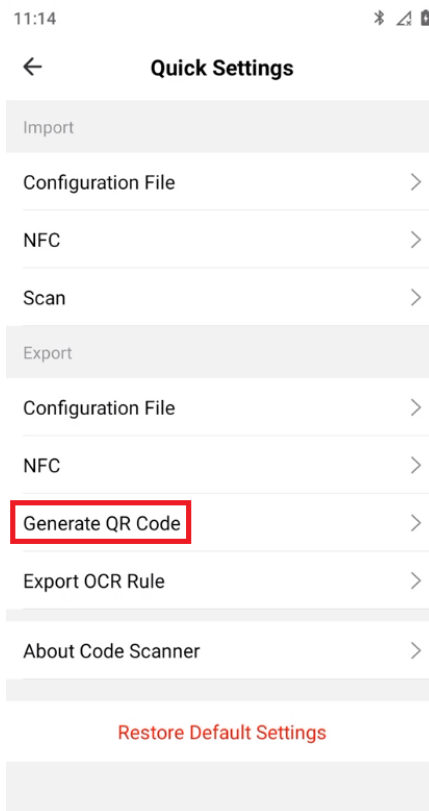 11:14
Quick Settings
Import
Configuration File
NFC
Scan
Export
Configuration File
NFC
Generate QR Code
Export OCR Rule
About Code Scanner
Restore Default Settings